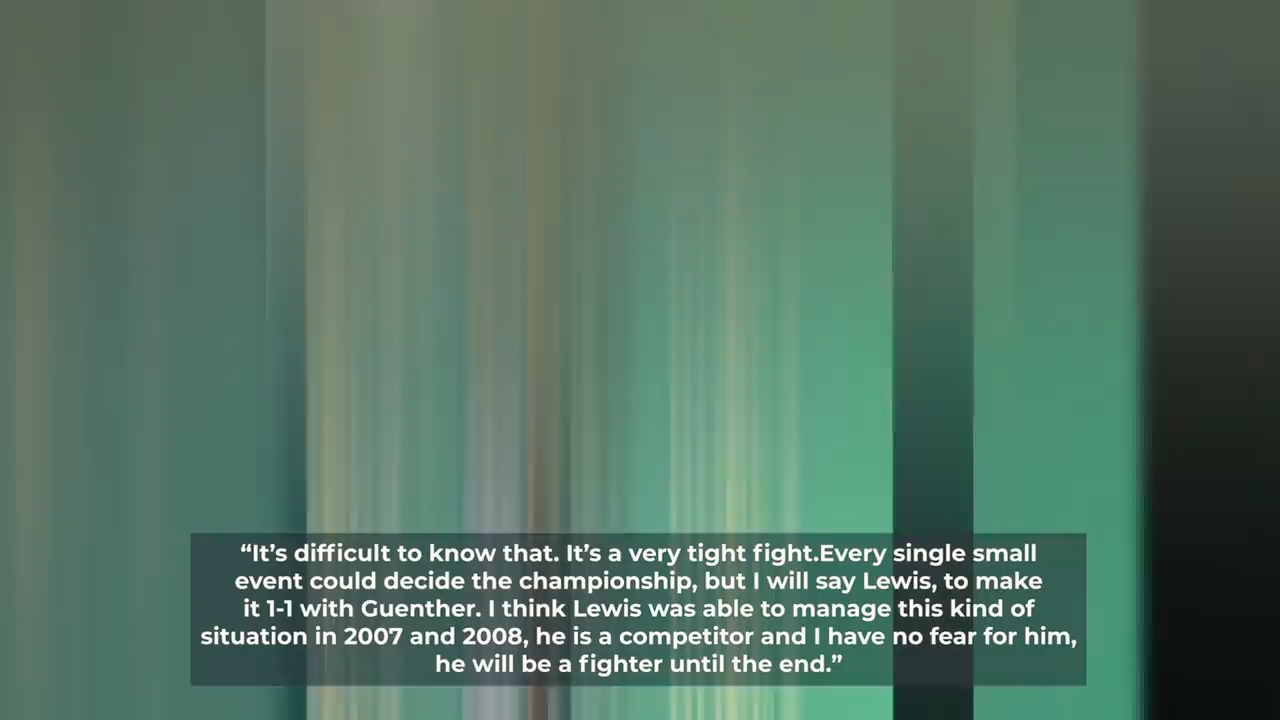 “It’s difficult to know that. It’s a very tight fight.Every single small
event could decide the championship, but I will say Lewis, to make
it 1-1 with Guenther. I think Lewis was able to manage this kind of
situation in 2007 and 2008, he is a competitor and I have no fear for him,
he will be a fighter until the end.”